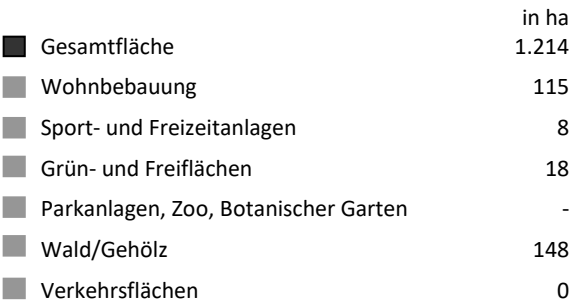 in ha
Gesamtfläche 1.214
Wohnbebauung 115
Sport- und Freizeitanlagen 8
Grün- und Freiflächen 18
Parkanlagen, Zoo, Botanischer Garten -
Wald/Gehölz 148
Verkehrsflächen 0